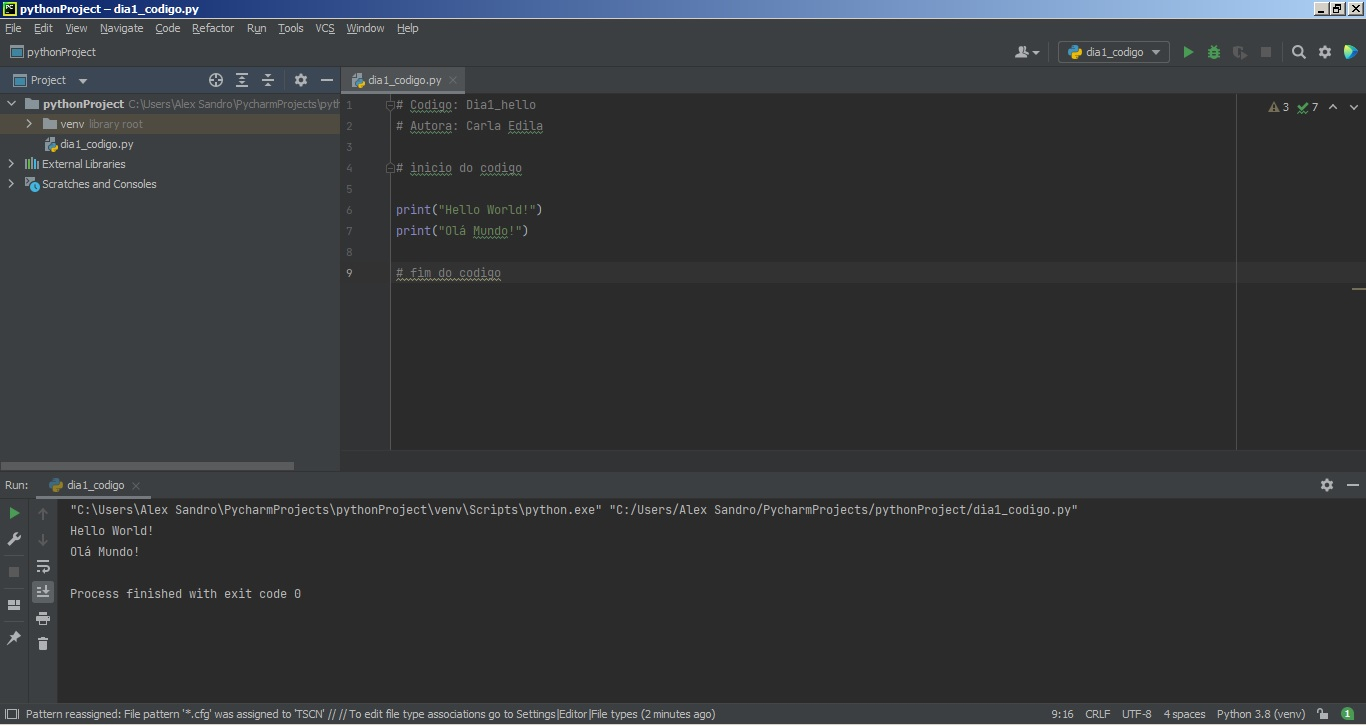 pythonProject – dia1_codigo.py
File Edit View Navigate Code Refactor Run Tools VCS Window Help
pythonProject
dia1_codigo
Project
dia1_codigo.py
pythonProject C:\Users\Alex Sandro\PycharmProjects\pyth
venv library root
dia1_codigo.py
External Libraries
Scratches and Consoles
1 # Codigo: Dia1_hello
3 7
2 # Autora: Carla Edila
3
4 # inicio do codigo
5
6 print("Hello World!")
7 print("Olá Mundo!")
8
9 # fim do codigo
Run: dia1_codigo
"C:\Users\Alex Sandro\PycharmProjects\pythonProject\venv\Scripts\python.exe" "C:/Users/Alex Sandro/PycharmProjects/pythonProject/dia1_codigo.py"
Hello World!
Olá Mundo!
Process finished with exit code 0
Pattern reassigned: File pattern '*.cfg' was assigned to 'TSCN' // // To edit file type associations go to Settings|Editor|File types (2 minutes ago)
9:16 CRLF UTF-8 4 spaces Python 3.8 (venv) 1